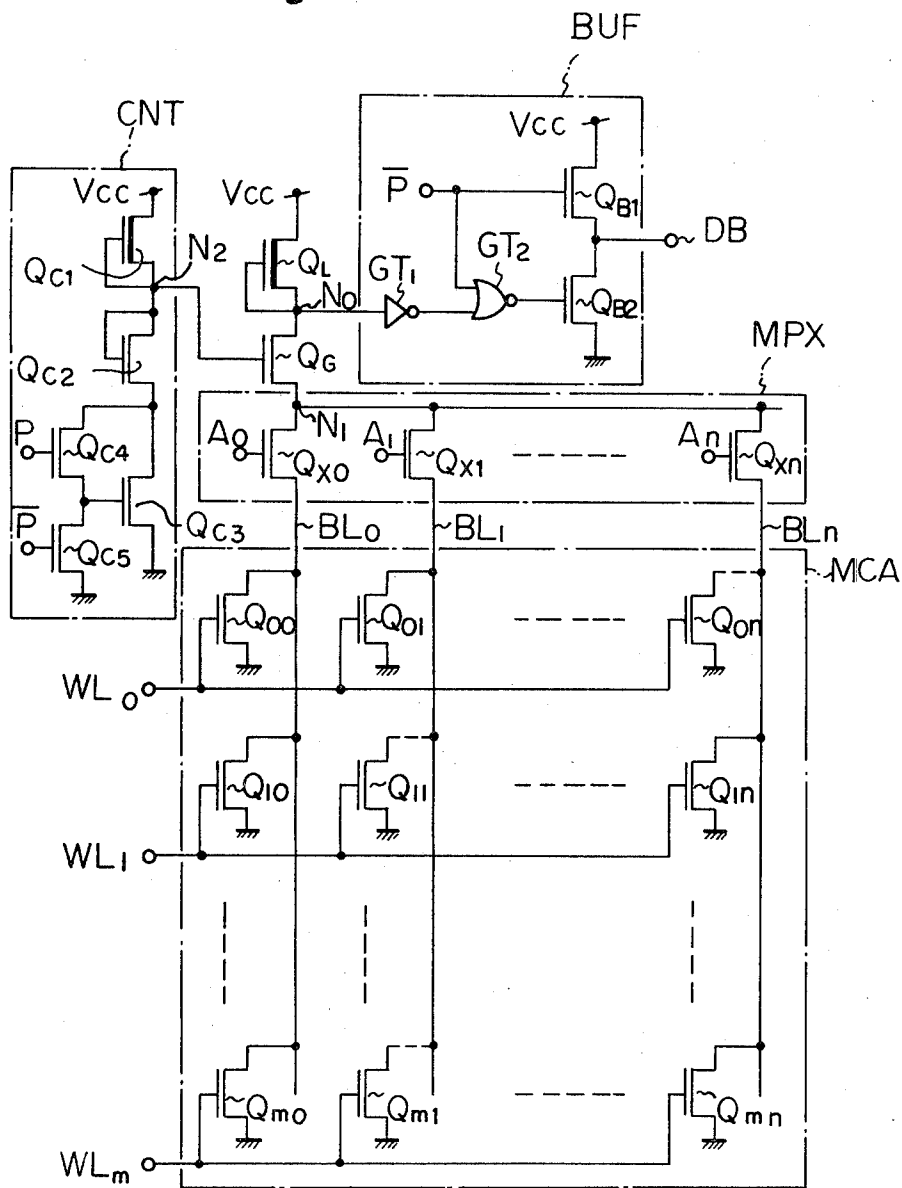 BUF
CNT
Vcc
P̅
QB1
DB
Vcc
Vcc
GT1
GT2
QB2
QC1
N2
QL
N0
QG
MPX
QC2
N1
A0
A1
An
P
QC4
QX0
QX1
QXn
P̅
QC3
QC5
BL0
BL1
BLn
MCA
Q00
Q01
Q0n
WL0
Q10
Q11
Q1n
WL1
Qm0
Qm1
Qmn
WLm